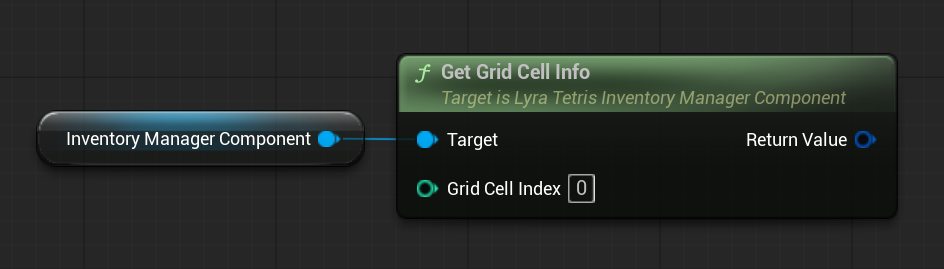 Get Grid Cell Info
Target is Lyra Tetris Inventory Manager Component
Inventory Manager Component
Target
Return Value
Grid Cell Index 0